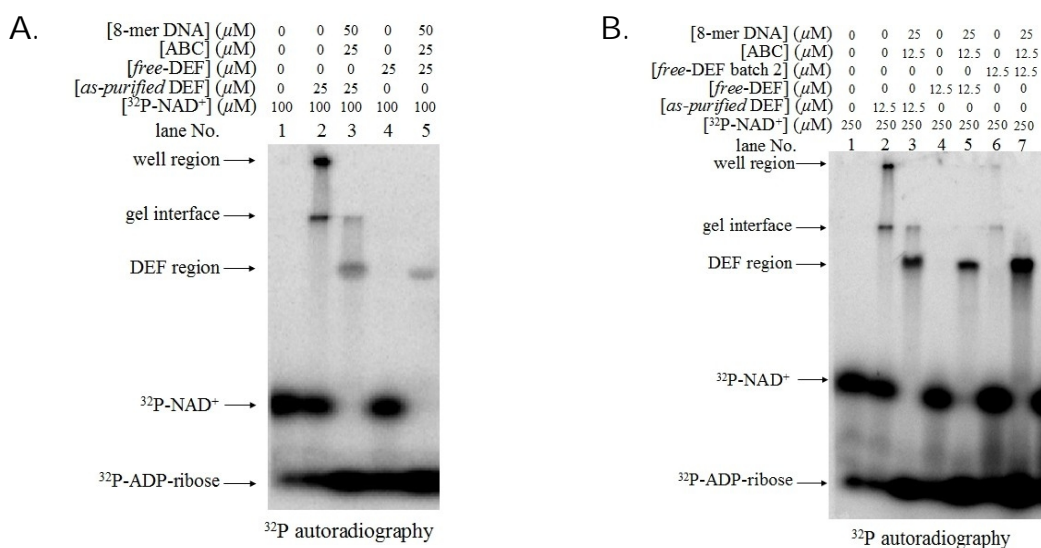 A.
[8-mer DNA] (µM) 0 0 50 0 50
[ABC] (µM) 0 0 25 0 25
[free-DEF] (µM) 0 0 0 25 25
[as-purified DEF] (µM) 0 25 25 0 0
[³²P-NAD⁺] (µM) 100 100 100 100 100
lane No. 1 2 3 4 5
well region
gel interface
DEF region
³²P-NAD⁺
³²P-ADP-ribose
³²P autoradiography
B.
[8-mer DNA] (µM) 0 0 25 0 25 0 25
[ABC] (µM) 0 0 12.5 0 12.5 0 12.5
[free-DEF batch 2] (µM) 0 0 0 0 0 12.5 12.5
[free-DEF] (µM) 0 0 0 12.5 12.5 0 0
[as-purified DEF] (µM) 0 12.5 12.5 0 0 0 0
[³²P-NAD⁺] (µM) 250 250 250 250 250 250 250
lane No. 1 2 3 4 5 6 7
well region
gel interface
DEF region
³²P-NAD⁺
³²P-ADP-ribose
³²P autoradiography